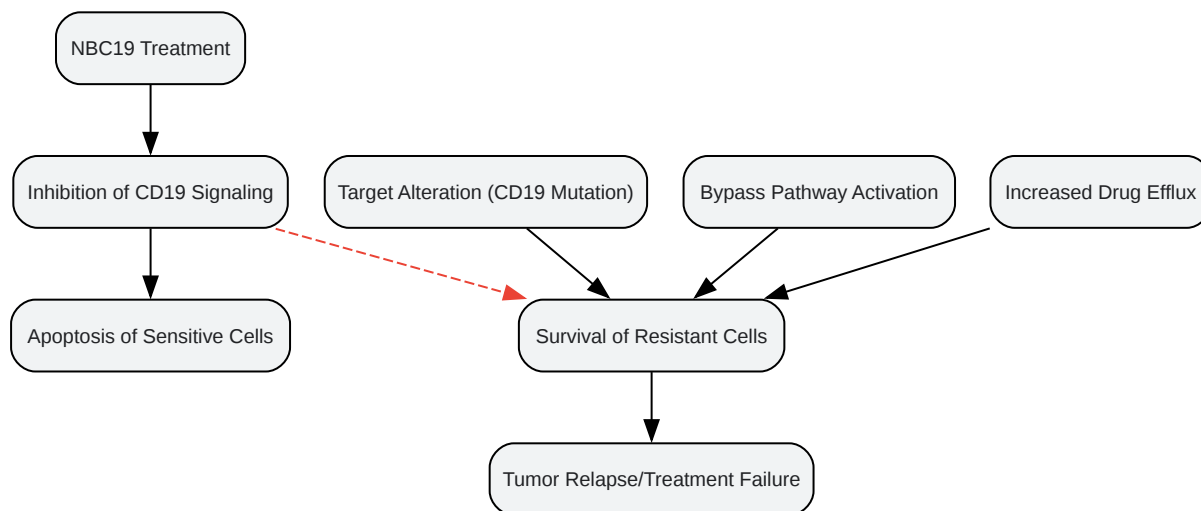 NBC19 Treatment
Inhibition of CD19 Signaling
Target Alteration (CD19 Mutation)
Bypass Pathway Activation
Increased Drug Efflux
Apoptosis of Sensitive Cells
Survival of Resistant Cells
Tumor Relapse/Treatment Failure